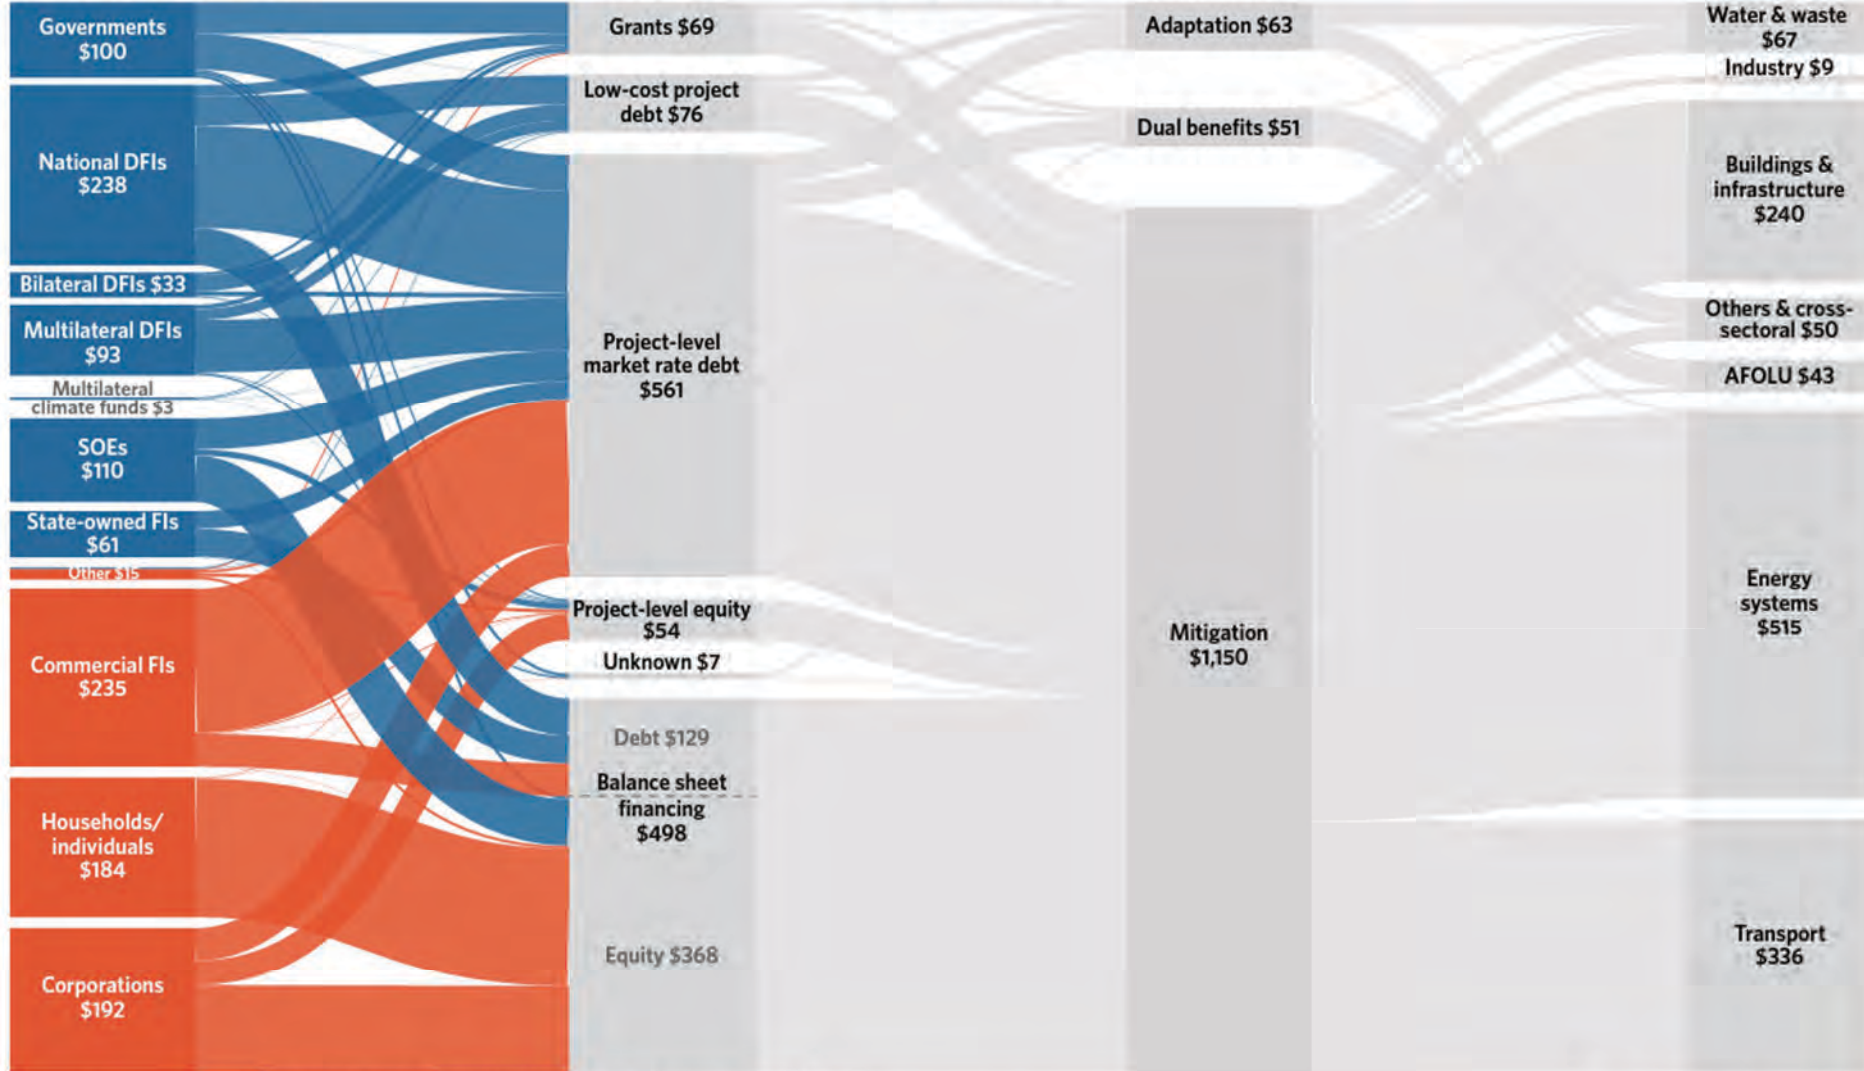 Governments
$100
National DFIs
$238
Bilateral DFIs $33
Multilateral DFIs
$93
Multilateral
climate funds $3
SOEs
$110
State-owned FIs
$61
Other $15
Commercial FIs
$235
Households/
individuals
$184
Corporations
$192
Grants $69
Low-cost project
debt $76
Project-level
market rate debt
$561
Project-level equity
$54
Unknown $7
Debt $129
Balance sheet
financing
$498
Equity $368
Adaptation $63
Dual benefits $51
Mitigation
$1,150
Water & waste
$67
Industry $9
Buildings &
infrastructure
$240
Others & cross-
sectoral $50
AFOLU $43
Energy
systems
$515
Transport
$336